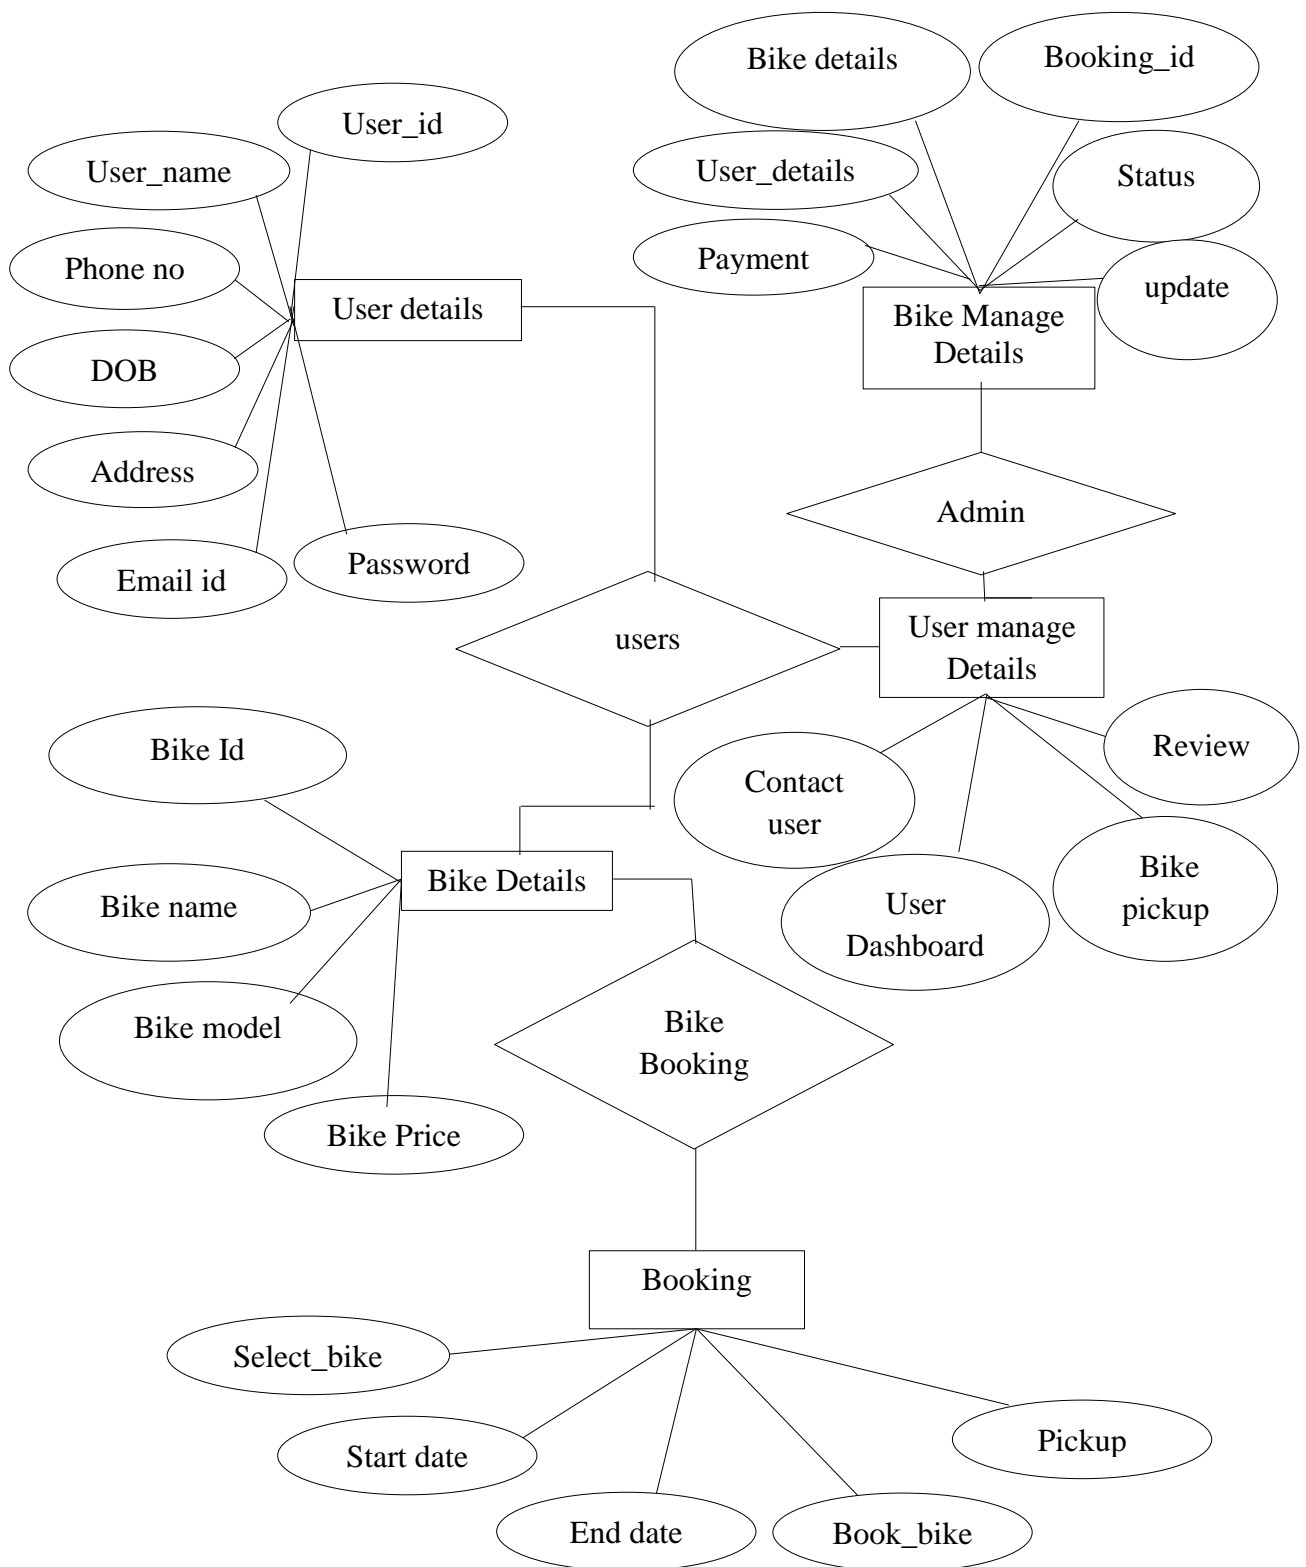 Bike details
Booking_id
User_id
User_name
User_details
Status
Phone no
Payment
update
User details
Bike Manage
Details
DOB
Address
Admin
Email id
Password
users
User manage
Details
Bike Id
Review
Contact
user
Bike Details
Bike
pickup
Bike name
User
Dashboard
Bike model
Bike
Booking
Bike Price
Booking
Select_bike
Start date
Pickup
End date
Book_bike